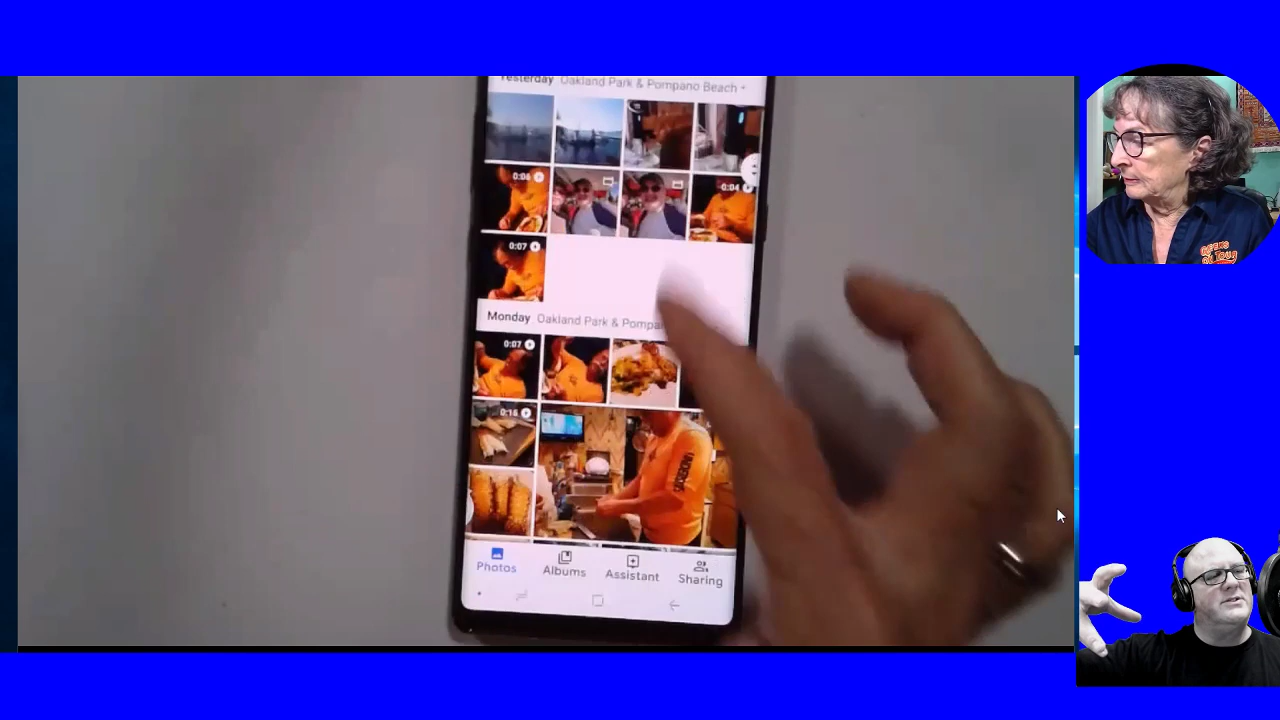 Yesterday Oakland Park & Pompano Beach
0:06
0:04
0:07
Monday Oakland Park & Pompa
0:07
0:16
Photos Albums Assistant Sharing